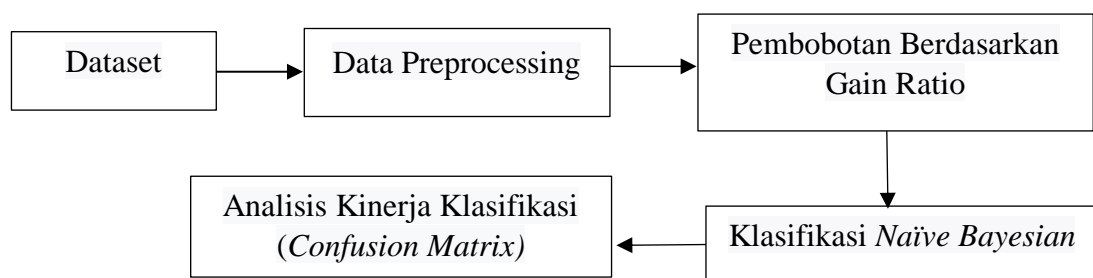 Dataset
Data Preprocessing
Pembobotan Berdasarkan
Gain Ratio
Klasifikasi Naïve Bayesian
Analisis Kinerja Klasifikasi
(Confusion Matrix)